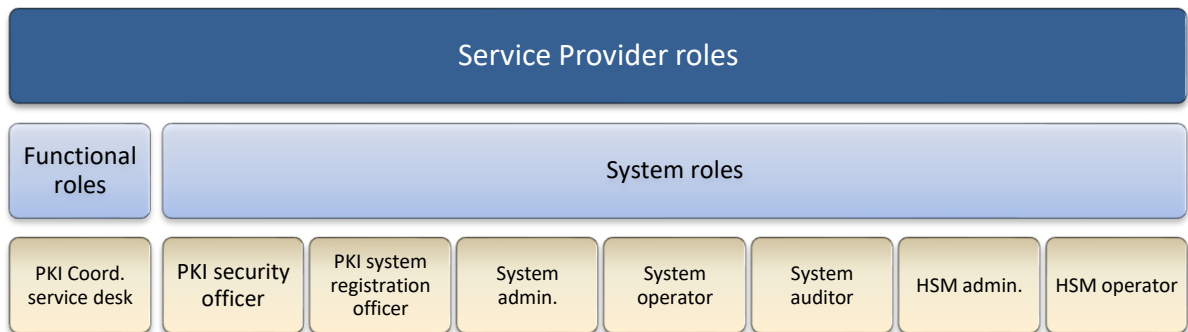 Service Provider roles
Functional
roles
System roles
PKI Coord.
service desk
PKI security
officer
PKI system
registration
officer
System
admin.
System
operator
System
auditor
HSM admin.
HSM operator